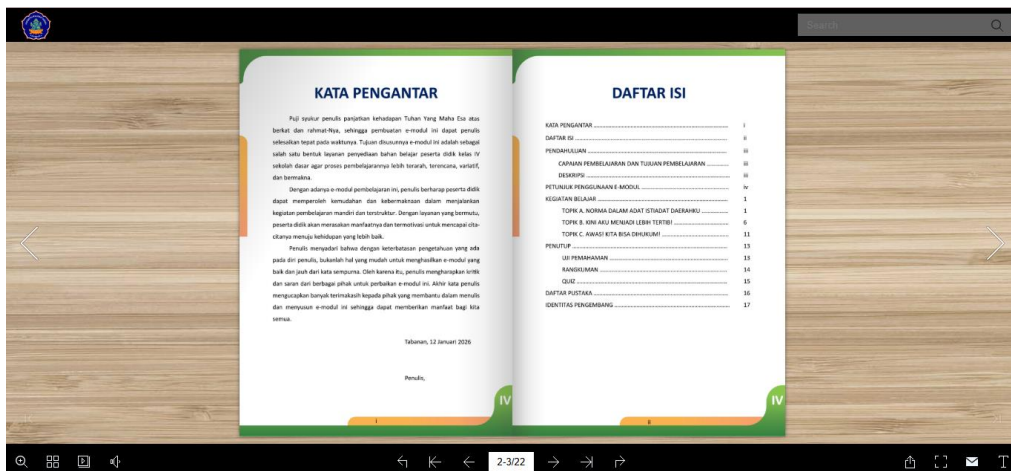 Search
KATA PENGANTAR
Puji syukur penulis panjatkan kehadapan Tuhan Yang Maha Esa atas
berkat dan rahmat-Nya, sehingga pembuatan e-modul ini dapat penulis
selesaikan tepat pada waktunya. Tujuan disusunnya e-modul ini adalah sebagai
salah satu bentuk layanan penyediaan bahan belajar peserta didik kelas IV
sekolah dasar agar proses pembelajarannya lebih terarah, terencana, variatif,
dan bermakna.
Dengan adanya e-modul pembelajaran ini, penulis berharap peserta didik
dapat memperoleh kemudahan dan kebermaknaan dalam menjalankan
kegiatan pembelajaran mandiri dan terstruktur. Dengan layanan yang bermutu,
peserta didik akan merasakan manfaatnya dan termotivasi untuk mencapai cita-
citanya menuju kehidupan yang lebih baik.
Penulis menyadari bahwa dengan keterbatasan pengetahuan yang ada
pada diri penulis, bukanlah hal yang mudah untuk menghasilkan e-modul yang
baik dan jauh dari kata sempurna. Oleh karena itu, penulis mengharapkan kritik
dan saran dari berbagai pihak untuk perbaikan e-modul ini. Akhir kata penulis
mengucapkan banyak terimakasih kepada pihak yang membantu dalam menulis
dan menyusun e-modul ini sehingga dapat memberikan manfaat bagi kita
semua.
Tabanan, 12 Januari 2026
Penulis,
IV
i
DAFTAR ISI
KATA PENGANTAR i
DAFTAR ISI ii
PENDAHULUAN iii
CAPAIAN PEMBELAJARAN DAN TUJUAN PEMBELAJARAN iii
DESKRIPSI iii
PETUNJUK PENGGUNAAN E-MODUL iv
KEGIATAN BELAJAR 1
TOPIK A. NORMA DALAM ADAT ISTIADAT DAERAHKU 1
TOPIK B. KINI AKU MENJADI LEBIH TERTIB! 6
TOPIK C. AWAS! KITA BISA DIHUKUM! 11
PENUTUP 13
UJI PEMAHAMAN 13
RANGKUMAN 14
QUIZ 15
DAFTAR PUSTAKA 16
IDENTITAS PENGEMBANG 17
IV
ii
2-3/22